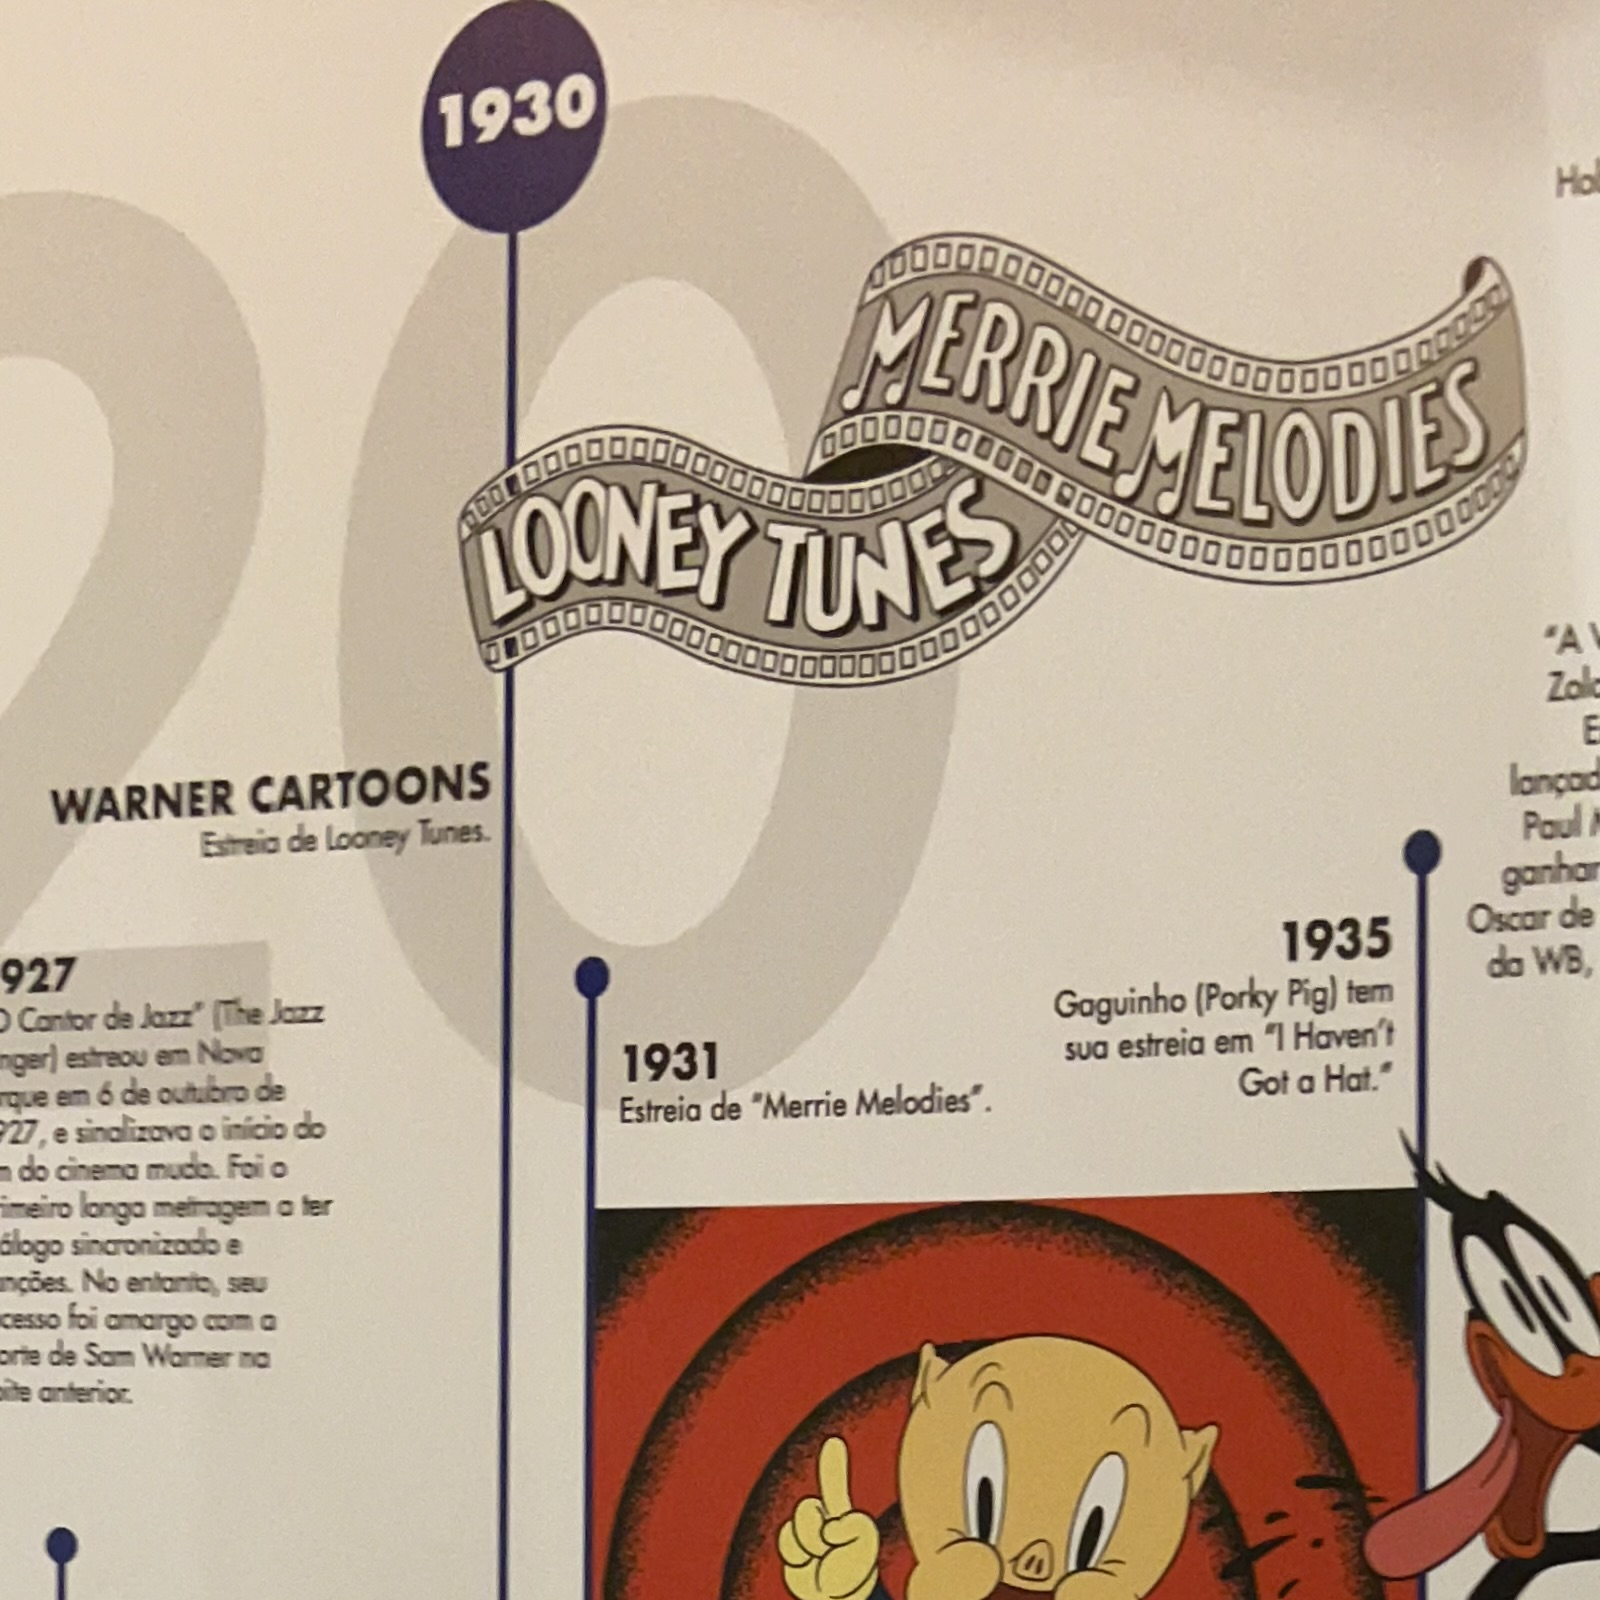 1930
20
MERRIE MELODIES
LOONEY TUNES
WARNER CARTOONS
Estreia de Looney Tunes.
927
O Cantor de Jazz" (The Jazz
nger) estreou em Nova
rque em 6 de outubro de
927, e sinalizava o início do
m do cinema mudo. Foi o
rimeiro longa metragem a ter
álogo sincronizado e
nções. No entanto, seu
cesso foi amargo com a
orte de Sam Warner na
oite anterior.
1931
Estreia de "Merrie Melodies".
1935
Gaguinho (Porky Pig) tem
sua estreia em "I Haven't
Got a Hat."
Hol
"A
Zola
lançad
Paul
ganhar
Oscar de
da WB,